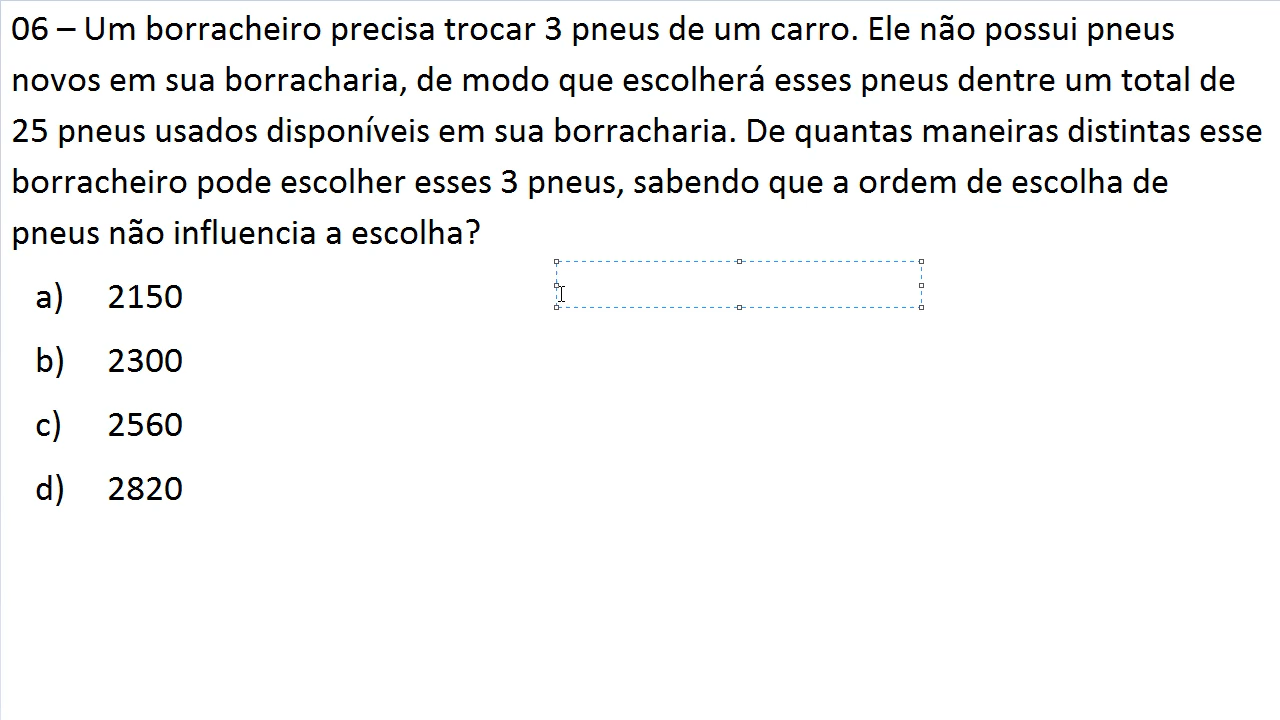 06 – Um borracheiro precisa trocar 3 pneus de um carro. Ele não possui pneus
novos em sua borracharia, de modo que escolherá esses pneus dentre um total de
25 pneus usados disponíveis em sua borracharia. De quantas maneiras distintas esse
borracheiro pode escolher esses 3 pneus, sabendo que a ordem de escolha de
pneus não influencia a escolha?
a) 2150
b) 2300
c) 2560
d) 2820